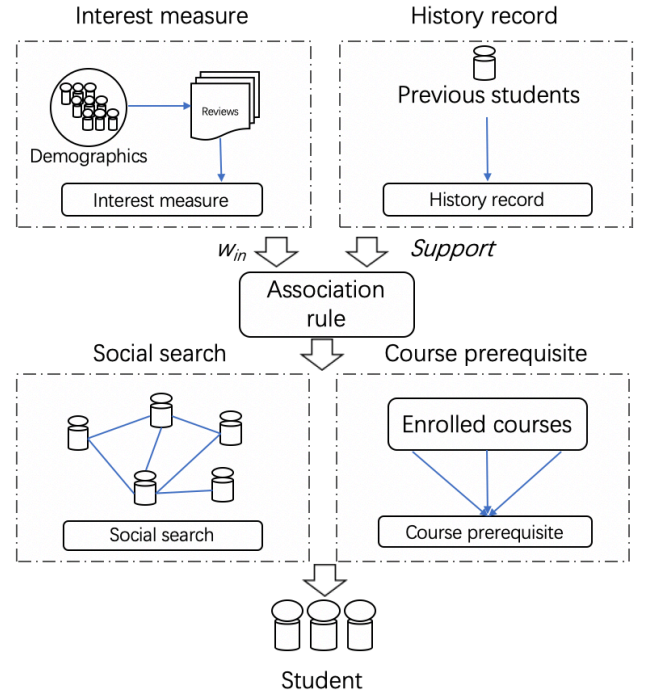 Interest measure
History record
Reviews
Demographics
Interest measure
Previous students
History record
w_in
Support
Association
rule
Social search
Course prerequisite
Social search
Enrolled courses
Course prerequisite
Student